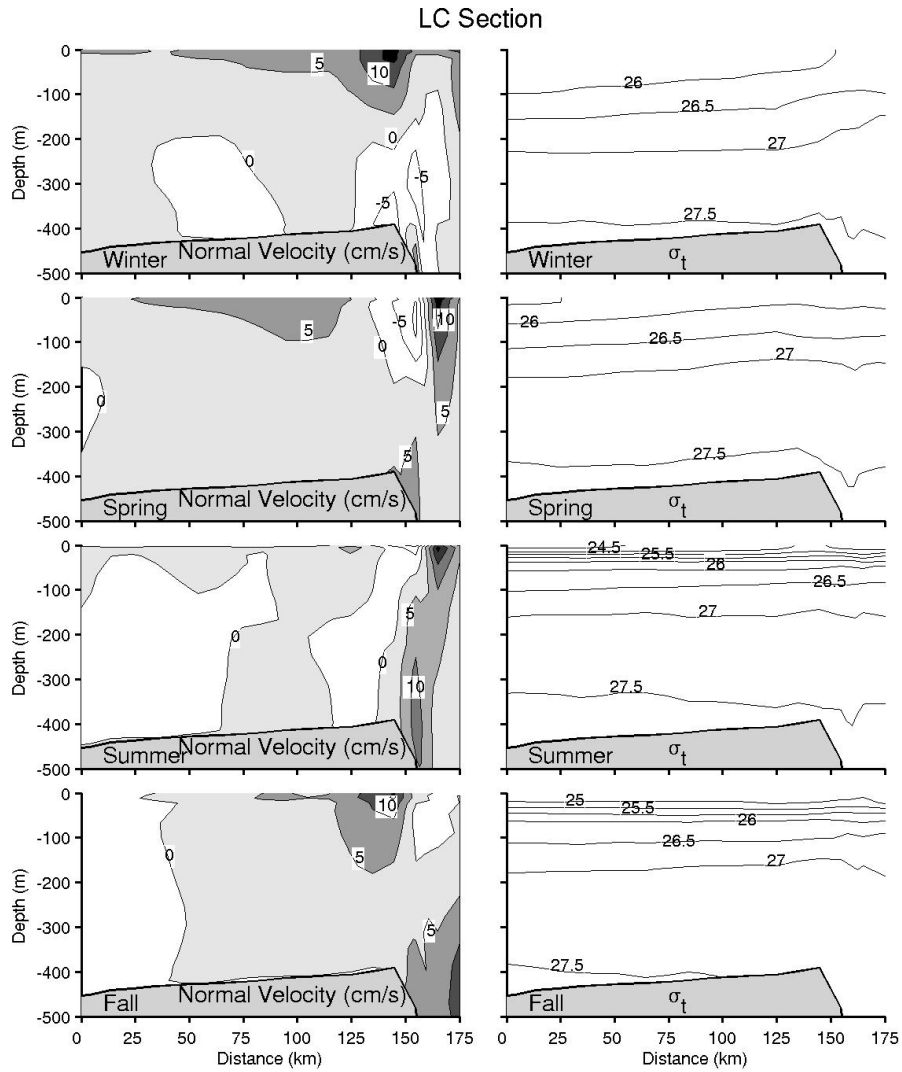 LC Section
0
-100
-200
-300
-400
-500
Depth (m)
5
10
0
0
-5
-5
Normal Velocity (cm/s)
Winter
26
26.5
27
27.5
Winter
σt
0
-100
-200
-300
-400
-500
Depth (m)
5
-5
10
0
0
5
5
Normal Velocity (cm/s)
Spring
26
26.5
27
27.5
Spring
σt
0
-100
-200
-300
-400
-500
Depth (m)
5
0
0
10
Normal Velocity (cm/s)
Summer
24.5
25.5
26
26.5
27
27.5
Summer
σt
0
-100
-200
-300
-400
-500
Depth (m)
10
0
5
5
Normal Velocity (cm/s)
Fall
25
25.5
26
26.5
27
27.5
Fall
σt
0 25 50 75 100 125 150 175
Distance (km)
0 25 50 75 100 125 150 175
Distance (km)